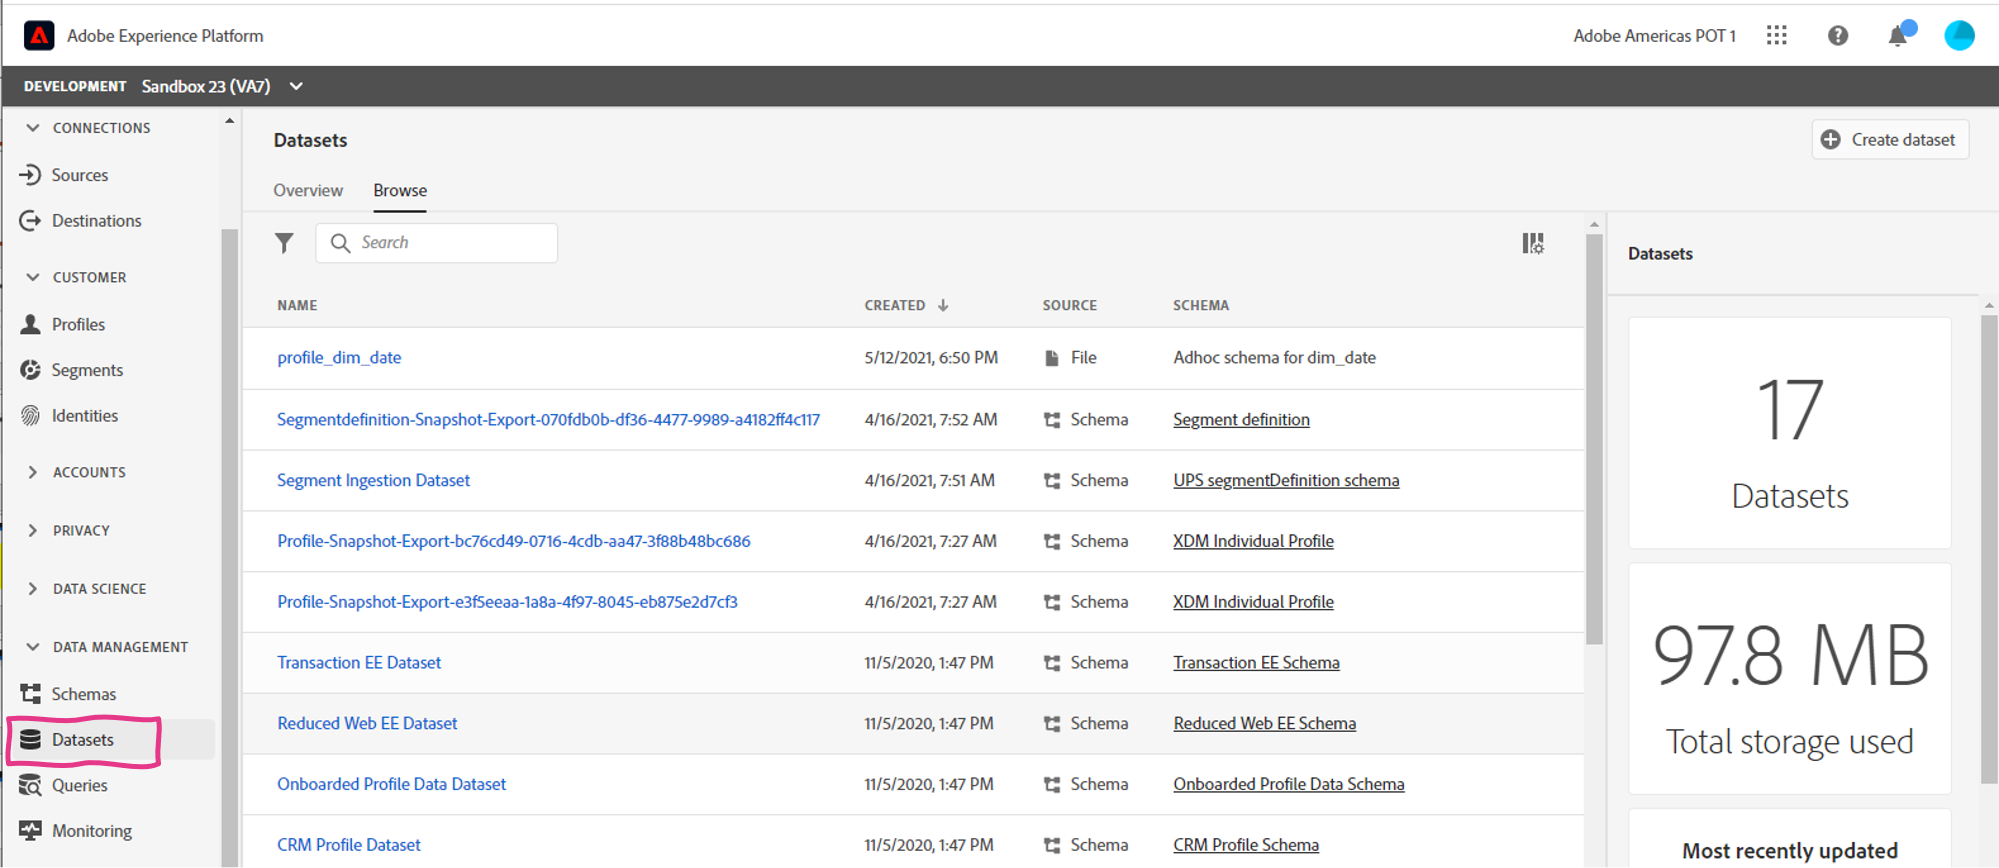 Adobe Experience Platform
Adobe Americas POT 1
DEVELOPMENT Sandbox 23 (VA7)
CONNECTIONS
Sources
Destinations
CUSTOMER
Profiles
Segments
Identities
ACCOUNTS
PRIVACY
DATA SCIENCE
DATA MANAGEMENT
Schemas
Datasets
Queries
Monitoring
Datasets
Create dataset
Overview Browse
Search
NAME CREATED SOURCE SCHEMA
profile_dim_date 5/12/2021, 6:50 PM File Adhoc schema for dim_date
Segmentdefinition-Snapshot-Export-070fdb0b-df36-4477-9989-a4182ff4c117 4/16/2021, 7:52 AM Schema Segment definition
Segment Ingestion Dataset 4/16/2021, 7:51 AM Schema UPS segmentDefinition schema
Profile-Snapshot-Export-bc76cd49-0716-4cdb-aa47-3f88b48bc686 4/16/2021, 7:27 AM Schema XDM Individual Profile
Profile-Snapshot-Export-e3f5eeaa-1a8a-4f97-8045-eb875e2d7cf3 4/16/2021, 7:27 AM Schema XDM Individual Profile
Transaction EE Dataset 11/5/2020, 1:47 PM Schema Transaction EE Schema
Reduced Web EE Dataset 11/5/2020, 1:47 PM Schema Reduced Web EE Schema
Onboarded Profile Data Dataset 11/5/2020, 1:47 PM Schema Onboarded Profile Data Schema
CRM Profile Dataset 11/5/2020, 1:47 PM Schema CRM Profile Schema
Datasets
17
Datasets
97.8 MB
Total storage used
Most recently updated